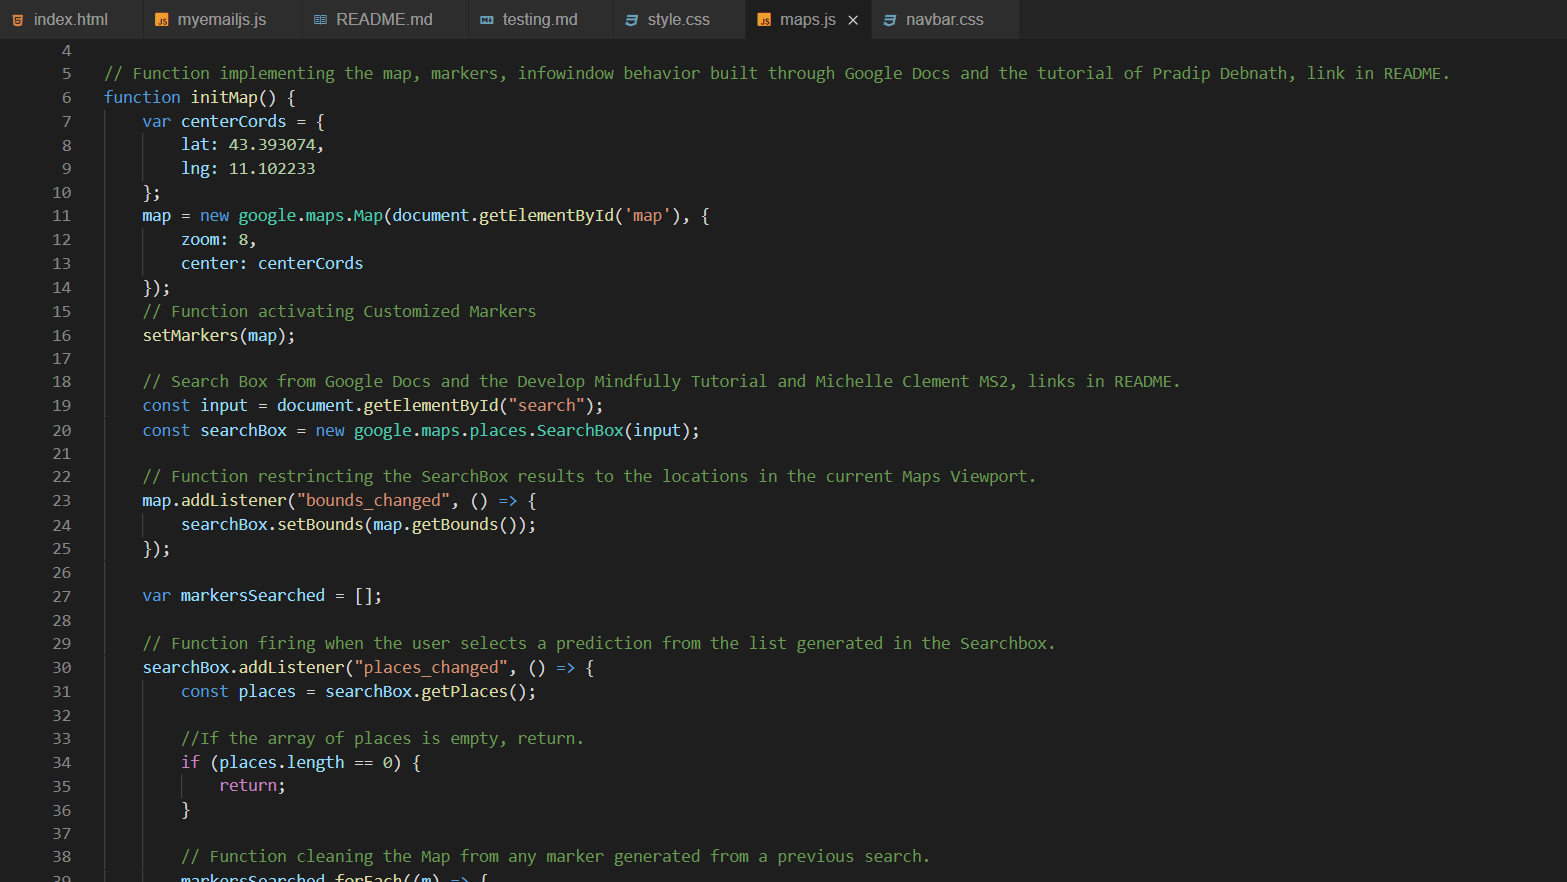 index.html myemailjs.js README.md testing.md style.css maps.js × navbar.css
4
5 // Function implementing the map, markers, infowindow behavior built through Google Docs and the tutorial of Pradip Debnath, link in README.
6 function initMap() {
7 var centerCords = {
8 lat: 43.393074,
9 lng: 11.102233
10 };
11 map = new google.maps.Map(document.getElementById('map'), {
12 zoom: 8,
13 center: centerCords
14 });
15 // Function activating Customized Markers
16 setMarkers(map);
17
18 // Search Box from Google Docs and the Develop Mindfully Tutorial and Michelle Clement MS2, links in README.
19 const input = document.getElementById("search");
20 const searchBox = new google.maps.places.SearchBox(input);
21
22 // Function restrincting the SearchBox results to the locations in the current Maps Viewport.
23 map.addListener("bounds_changed", () => {
24 searchBox.setBounds(map.getBounds());
25 });
26
27 var markersSearched = [];
28
29 // Function firing when the user selects a prediction from the list generated in the Searchbox.
30 searchBox.addListener("places_changed", () => {
31 const places = searchBox.getPlaces();
32
33 //If the array of places is empty, return.
34 if (places.length == 0) {
35 return;
36 }
37
38 // Function cleaning the Map from any marker generated from a previous search.
39 markersSearched.forEach((m) => {